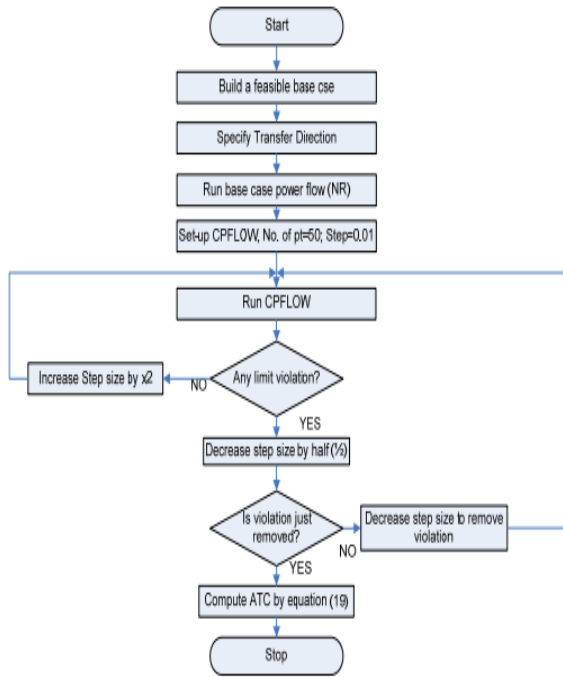 Start
Build a feasible base cse
Specify Transfer Direction
Run base case power flow (NR)
Set-up CPFLOW, No. of pt=50; Step=0.01
Run CPFLOW
Any limit violation?
NO
Increase Step size by x2
YES
Decrease step size by half (½)
Is violation just
removed?
NO
Decrease step size to remove
violation
YES
Compute ATC by equation (19)
Stop